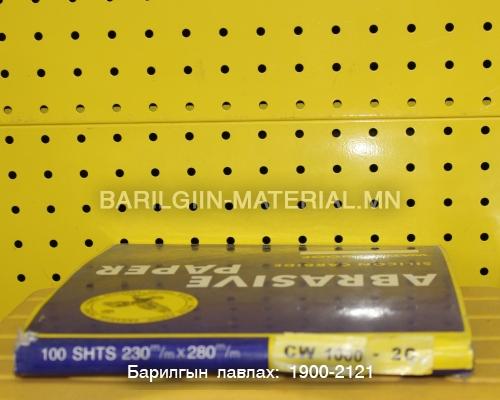 BARILGIIN-MATERIAL.MN
ABRASIVE
PAPER
SILICON CARBIDE
100 SHTS 230m/m x 280m/m
CW 1000 - 2C
Барилгын лавлах: 1900-2121